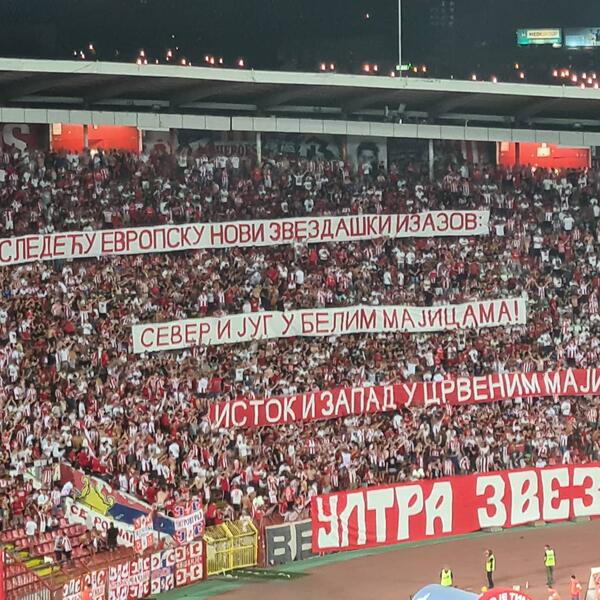 СЛЕДЕЋУ ЕВРОПСКУ НОВИ ЗВЕЗДАШКИ ИЗАЗОВ:
СЕВЕР И ЈУГ У БЕЛИМ МАЈИЦАМА!
ИСТОК И ЗАПАД У ЦРВЕНИМ МАЈИ
УЛТРА ЗВЕЗ